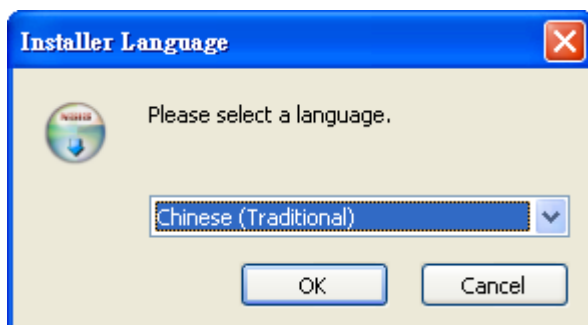 Installer Language
Please select a language.
Chinese (Traditional)
OK
Cancel